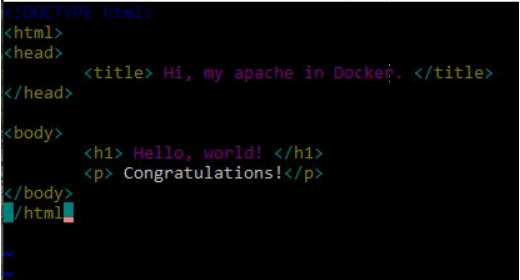 <!DOCTYPE html>
<html>
<head>
<title> Hi, my apache in Docker. </title>
</head>
<body>
<h1> Hello, world! </h1>
<p> Congratulations!</p>
</body>
</html>
~
~